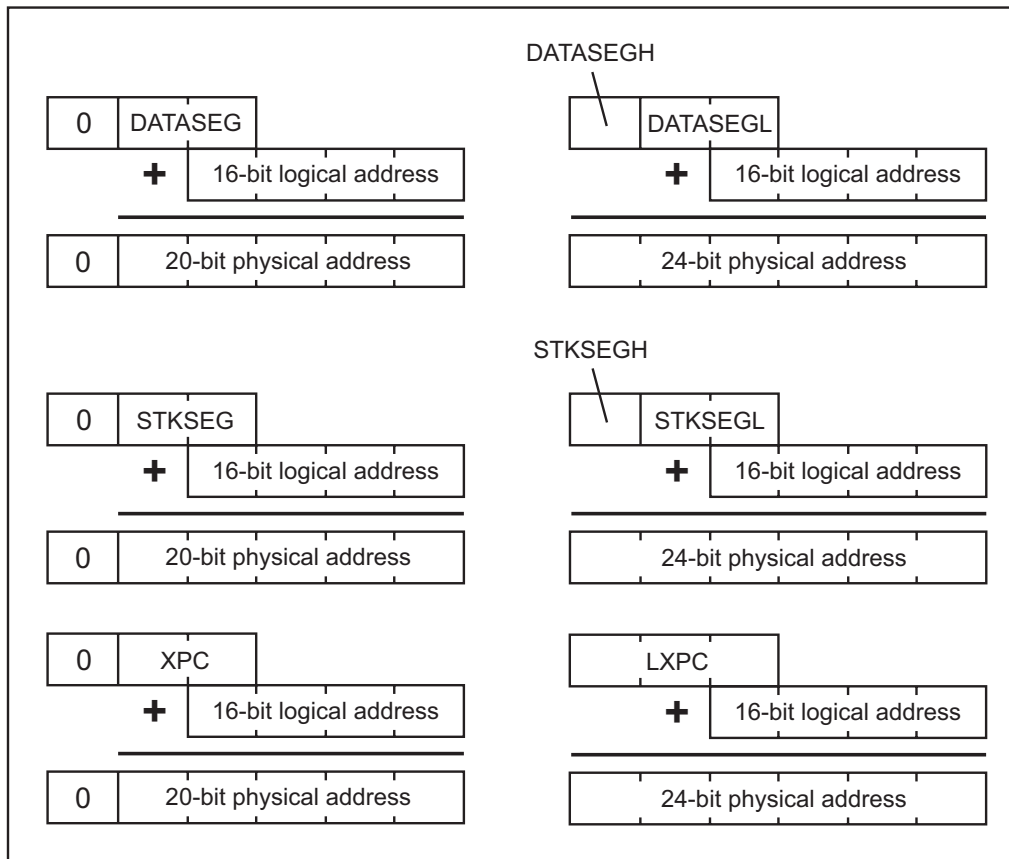 DATASEGH
0 DATASEG
DATASEGL
+ 16-bit logical address
+ 16-bit logical address
0 20-bit physical address
24-bit physical address
STKSEGH
0 STKSEG
STKSEGL
+ 16-bit logical address
+ 16-bit logical address
0 20-bit physical address
24-bit physical address
0 XPC
LXPC
+ 16-bit logical address
+ 16-bit logical address
0 20-bit physical address
24-bit physical address